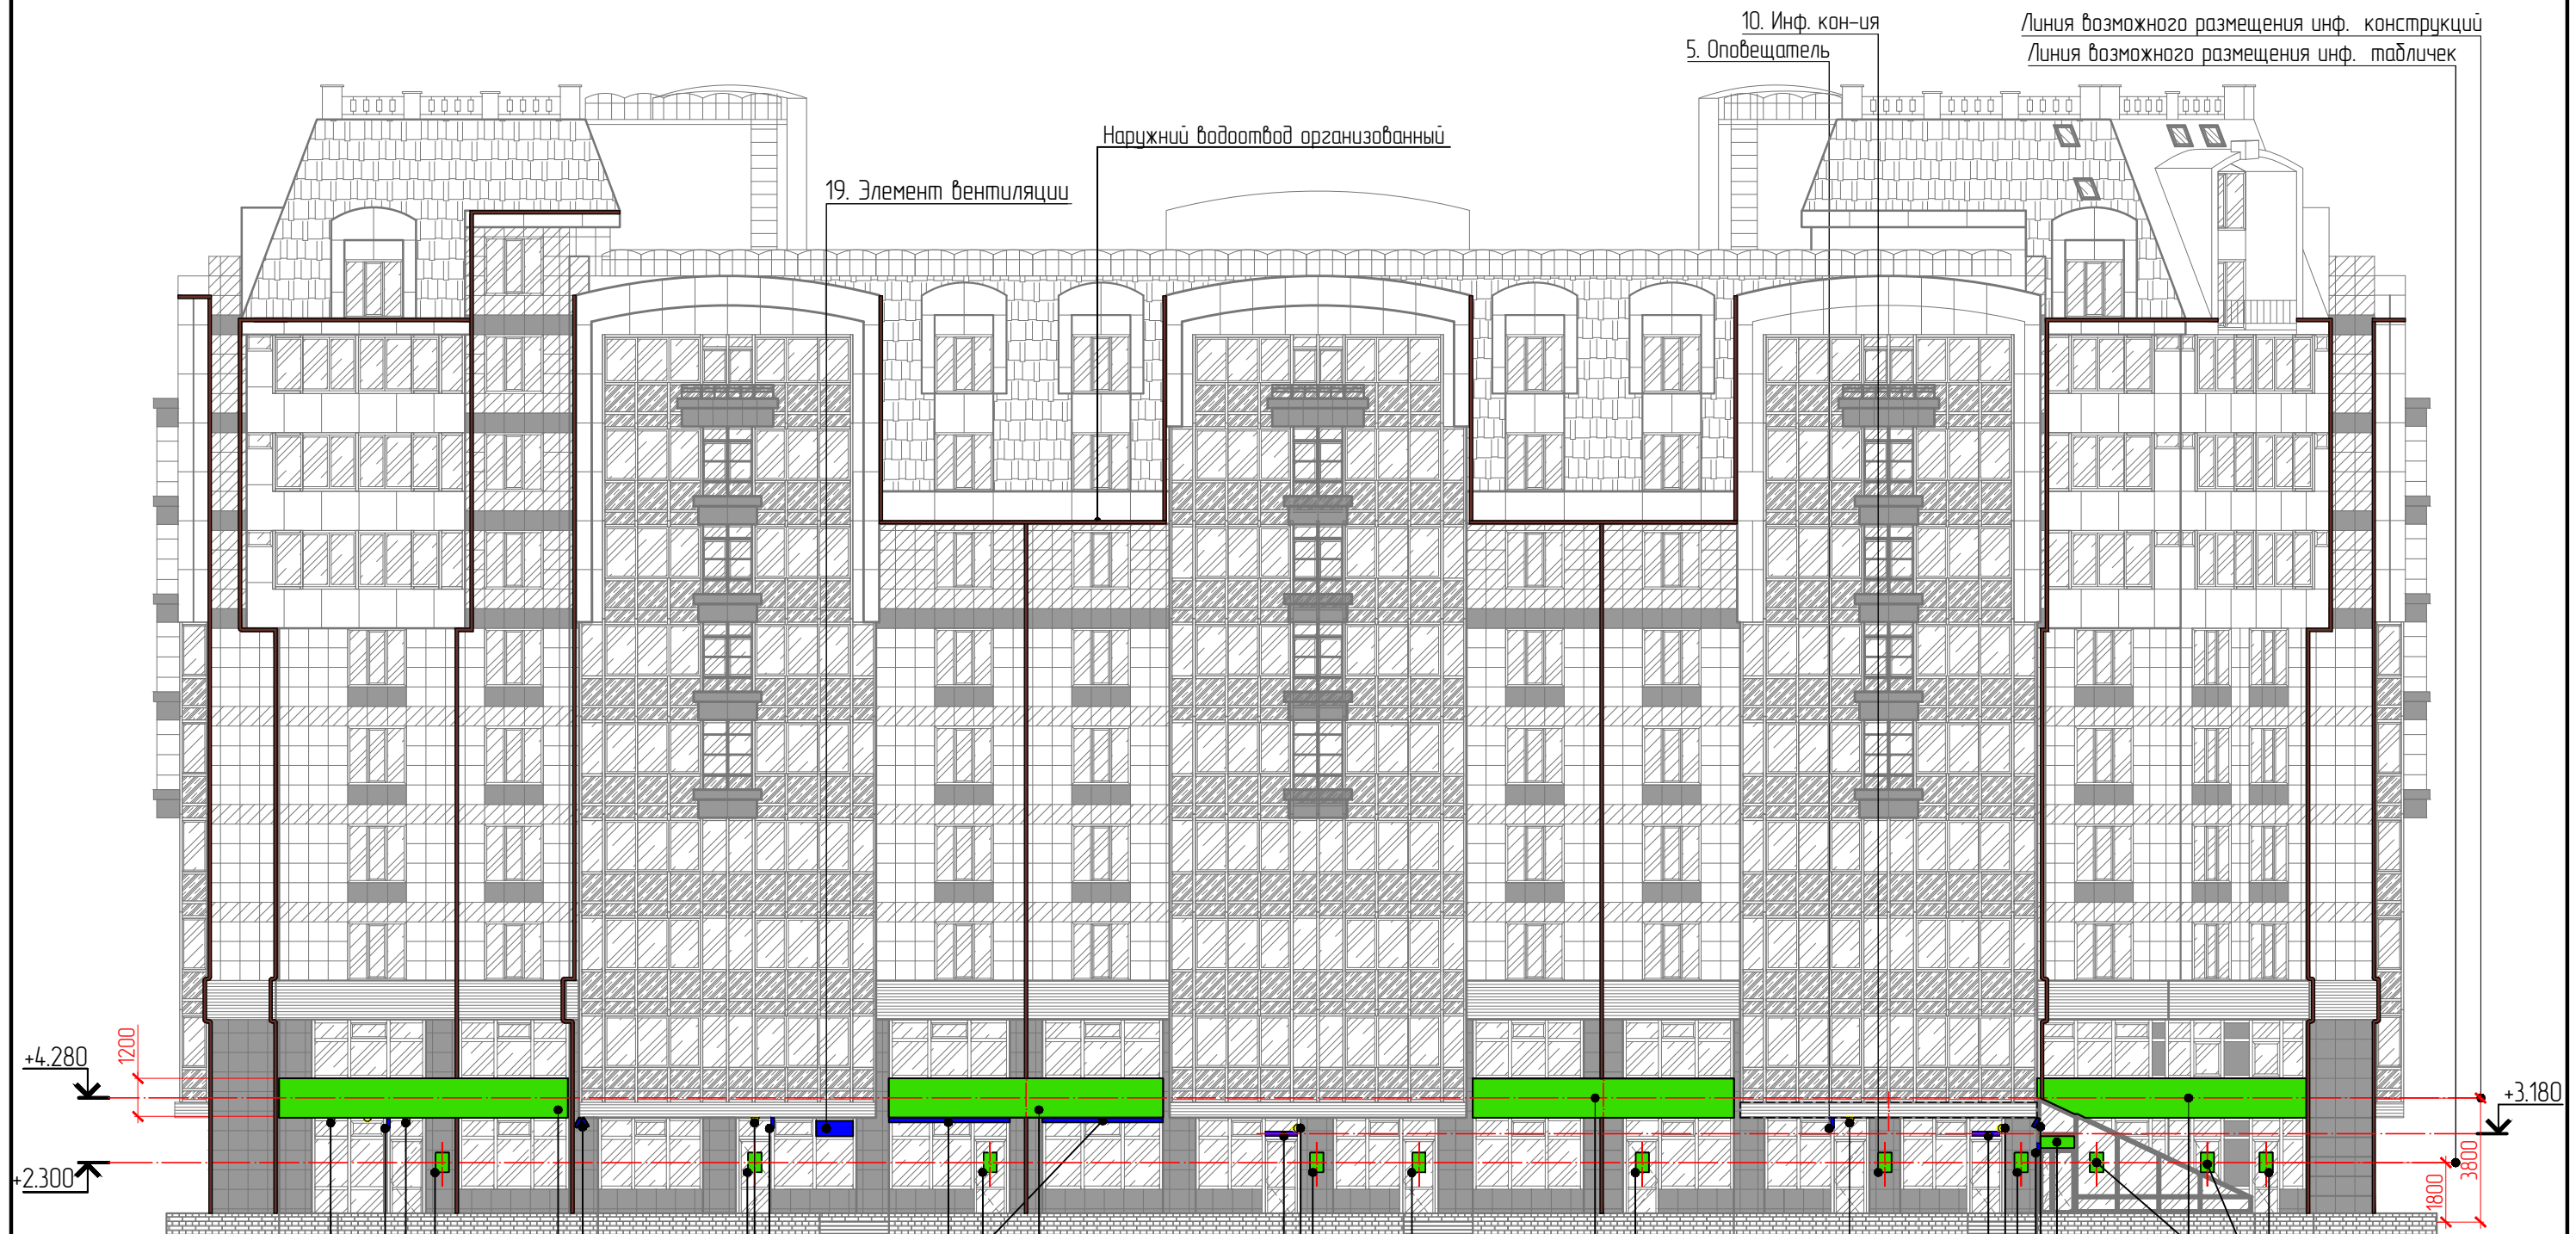 10. Инф. кон-ия
Линия возможного размещения инф. конструкций
5. Оповещатель
Линия возможного размещения инф. табличек
Наружний водоотвод организованный
19. Элемент вентиляции
+4.280
1200
+2.300
+3.180
3800
1800